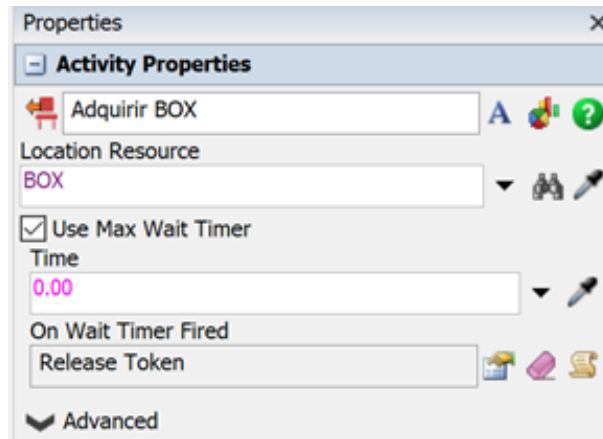 Properties
Activity Properties
Adquirir BOX
Location Resource
BOX
Use Max Wait Timer
Time
0.00
On Wait Timer Fired
Release Token
Advanced